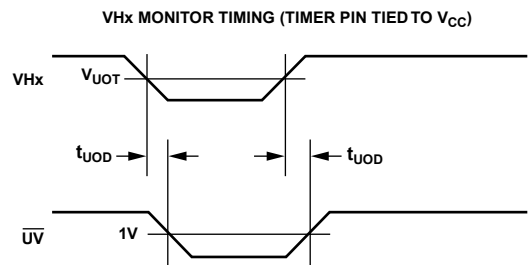 VHx MONITOR TIMING (TIMER PIN TIED TO VCC)
VHx
VUOT
tUOD
tUOD
UV
1V